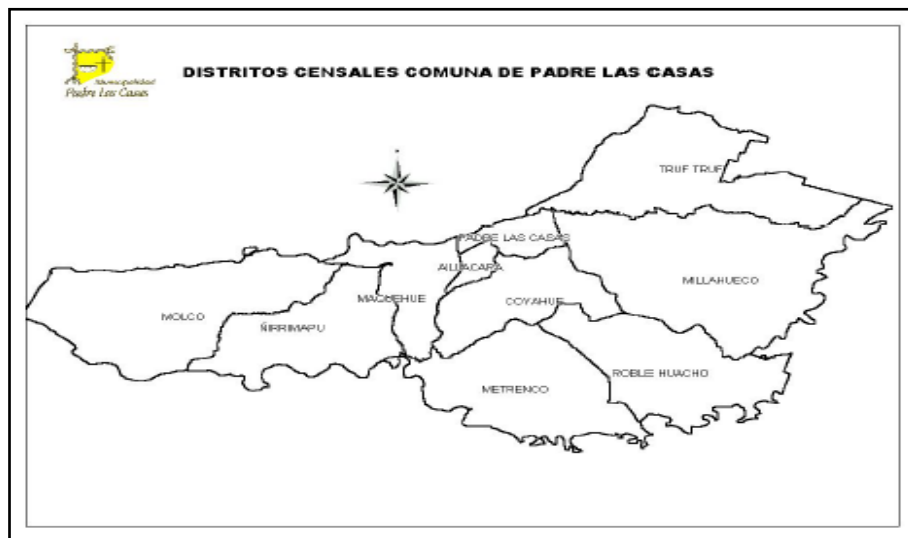 Municipalidad
Padre Las Casas
DISTRITOS CENSALES COMUNA DE PADRE LAS CASAS
TRUF TRUF
PADRE LAS CASAS
AILLACARA
MILLAHUECO
MAQUEHUE
COYAHUE
MOLCO
ÑIRRIMAPU
ROBLE HUACHO
METRENCO